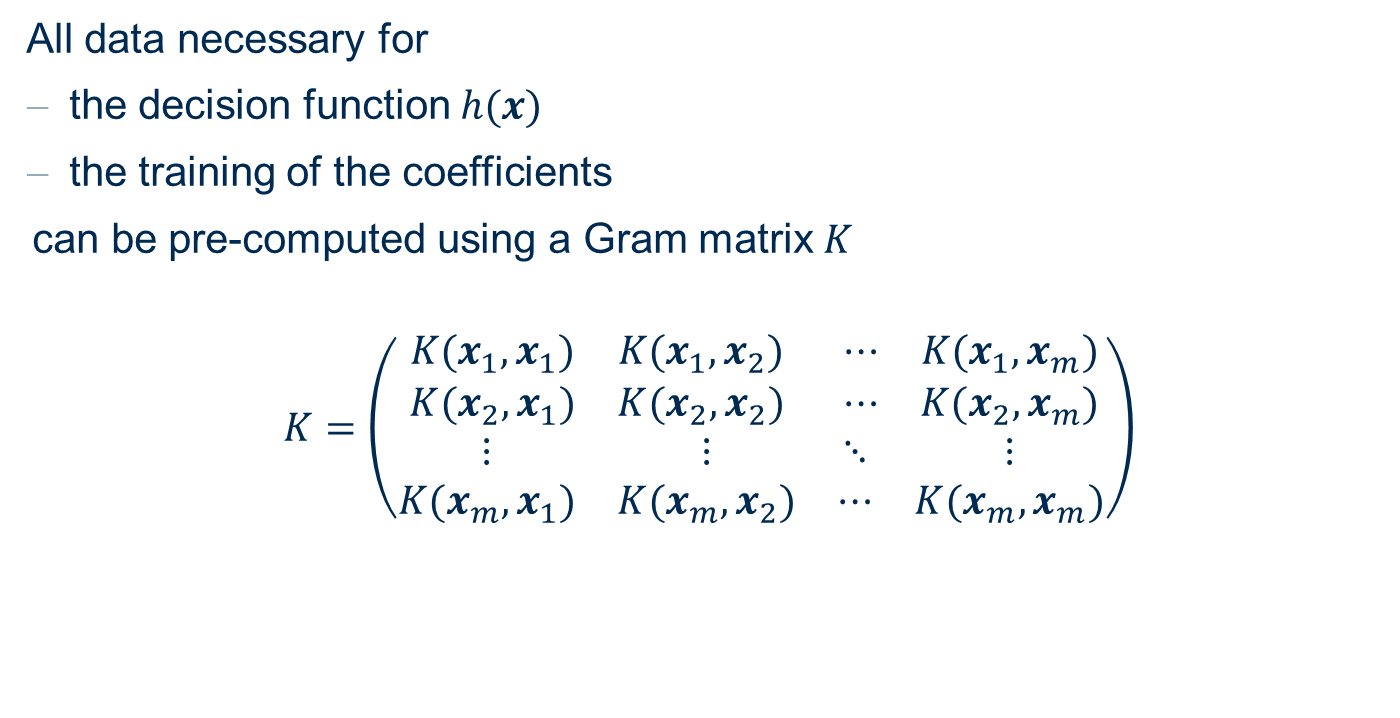 All data necessary for
– the decision function ℎ(𝒙)
– the training of the coefficients
can be pre-computed using a Gram matrix 𝐾
𝐾 = ( 𝐾(𝒙₁, 𝒙₁) 𝐾(𝒙₁, 𝒙₂) ⋯ 𝐾(𝒙₁, 𝒙ₘ)
𝐾(𝒙₂, 𝒙₁) 𝐾(𝒙₂, 𝒙₂) ⋯ 𝐾(𝒙₂, 𝒙ₘ)
⋮ ⋮ ⋱ ⋮
𝐾(𝒙ₘ, 𝒙₁) 𝐾(𝒙ₘ, 𝒙₂) ⋯ 𝐾(𝒙ₘ, 𝒙ₘ) )